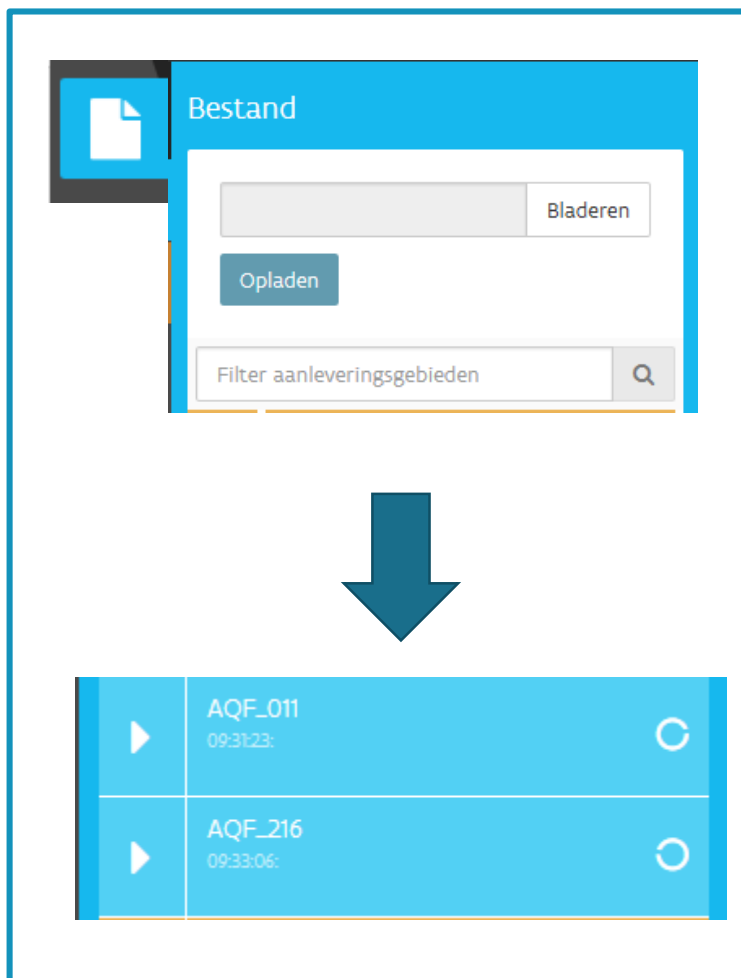 Bestand
Bladeren
Opladen
Filter aanleveringsgebieden
AQF_011
09:31:23:
AQF_216
09:33:06: